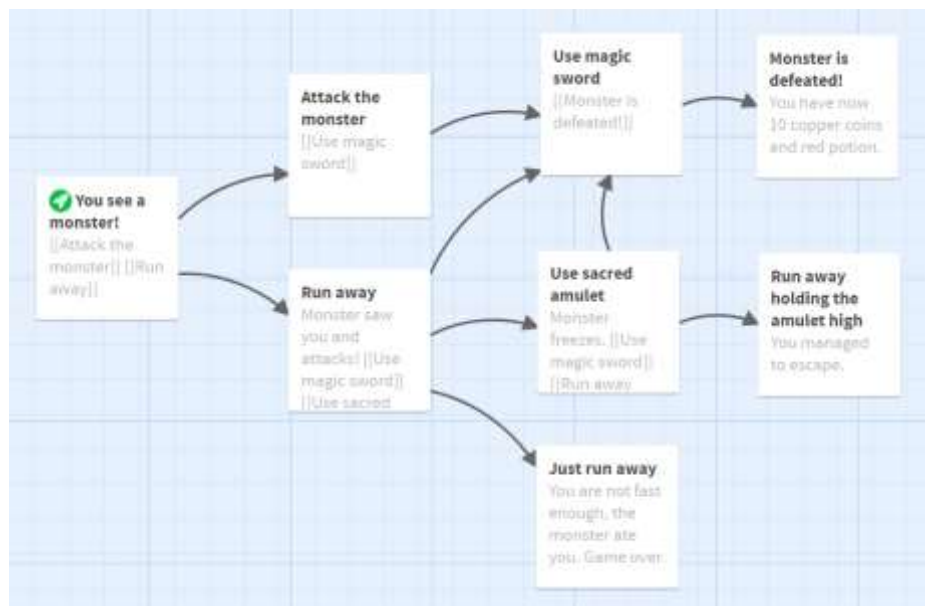 You see a
monster!
[[Attack the
monster]] [[Run
away]]
Attack the
monster
[[Use magic
sword]]
Run away
Monster saw
you and
attacks! [[Use
magic sword]]
[[Use sacred
Use magic
sword
[[Monster is
defeated!]]
Use sacred
amulet
Monster
freezes. [[Use
magic sword]]
[[Run away
Just run away
You are not fast
enough, the
monster ate
you. Game over.
Monster is
defeated!
You have now
10 copper coins
and red potion.
Run away
holding the
amulet high
You managed
to escape.